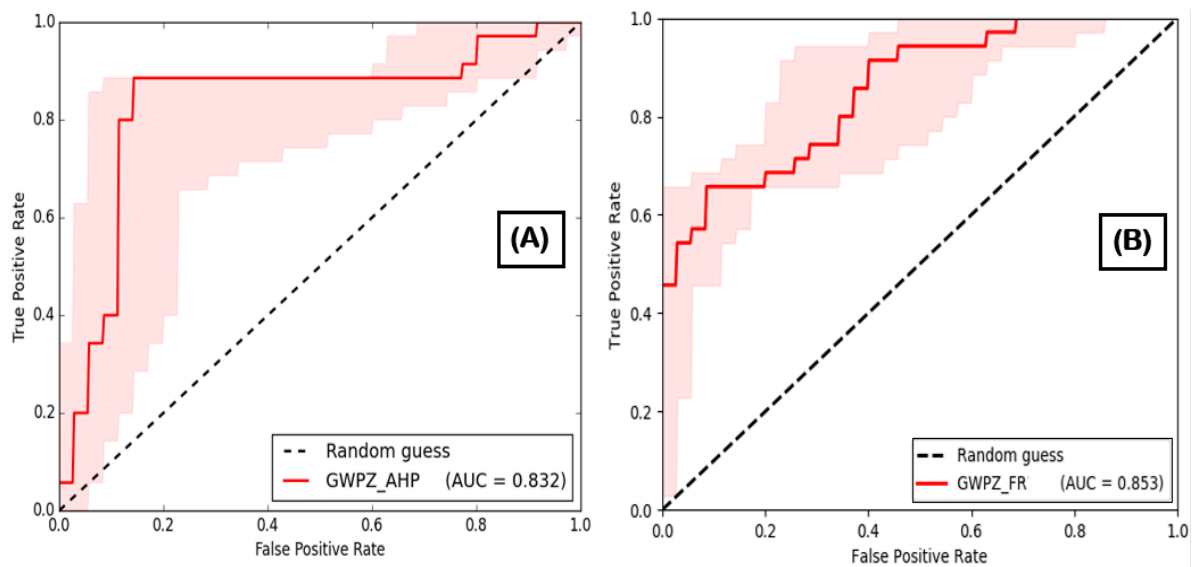 1.0
0.8
0.6
0.4
0.2
0.0
True Positive Rate
(A)
Random guess
GWPZ_AHP (AUC = 0.832)
0.0 0.2 0.4 0.6 0.8 1.0
False Positive Rate
1.0
0.8
0.6
0.4
0.2
0.0
True Positive Rate
(B)
Random guess
GWPZ_FR (AUC = 0.853)
0.0 0.2 0.4 0.6 0.8 1.0
False Positive Rate